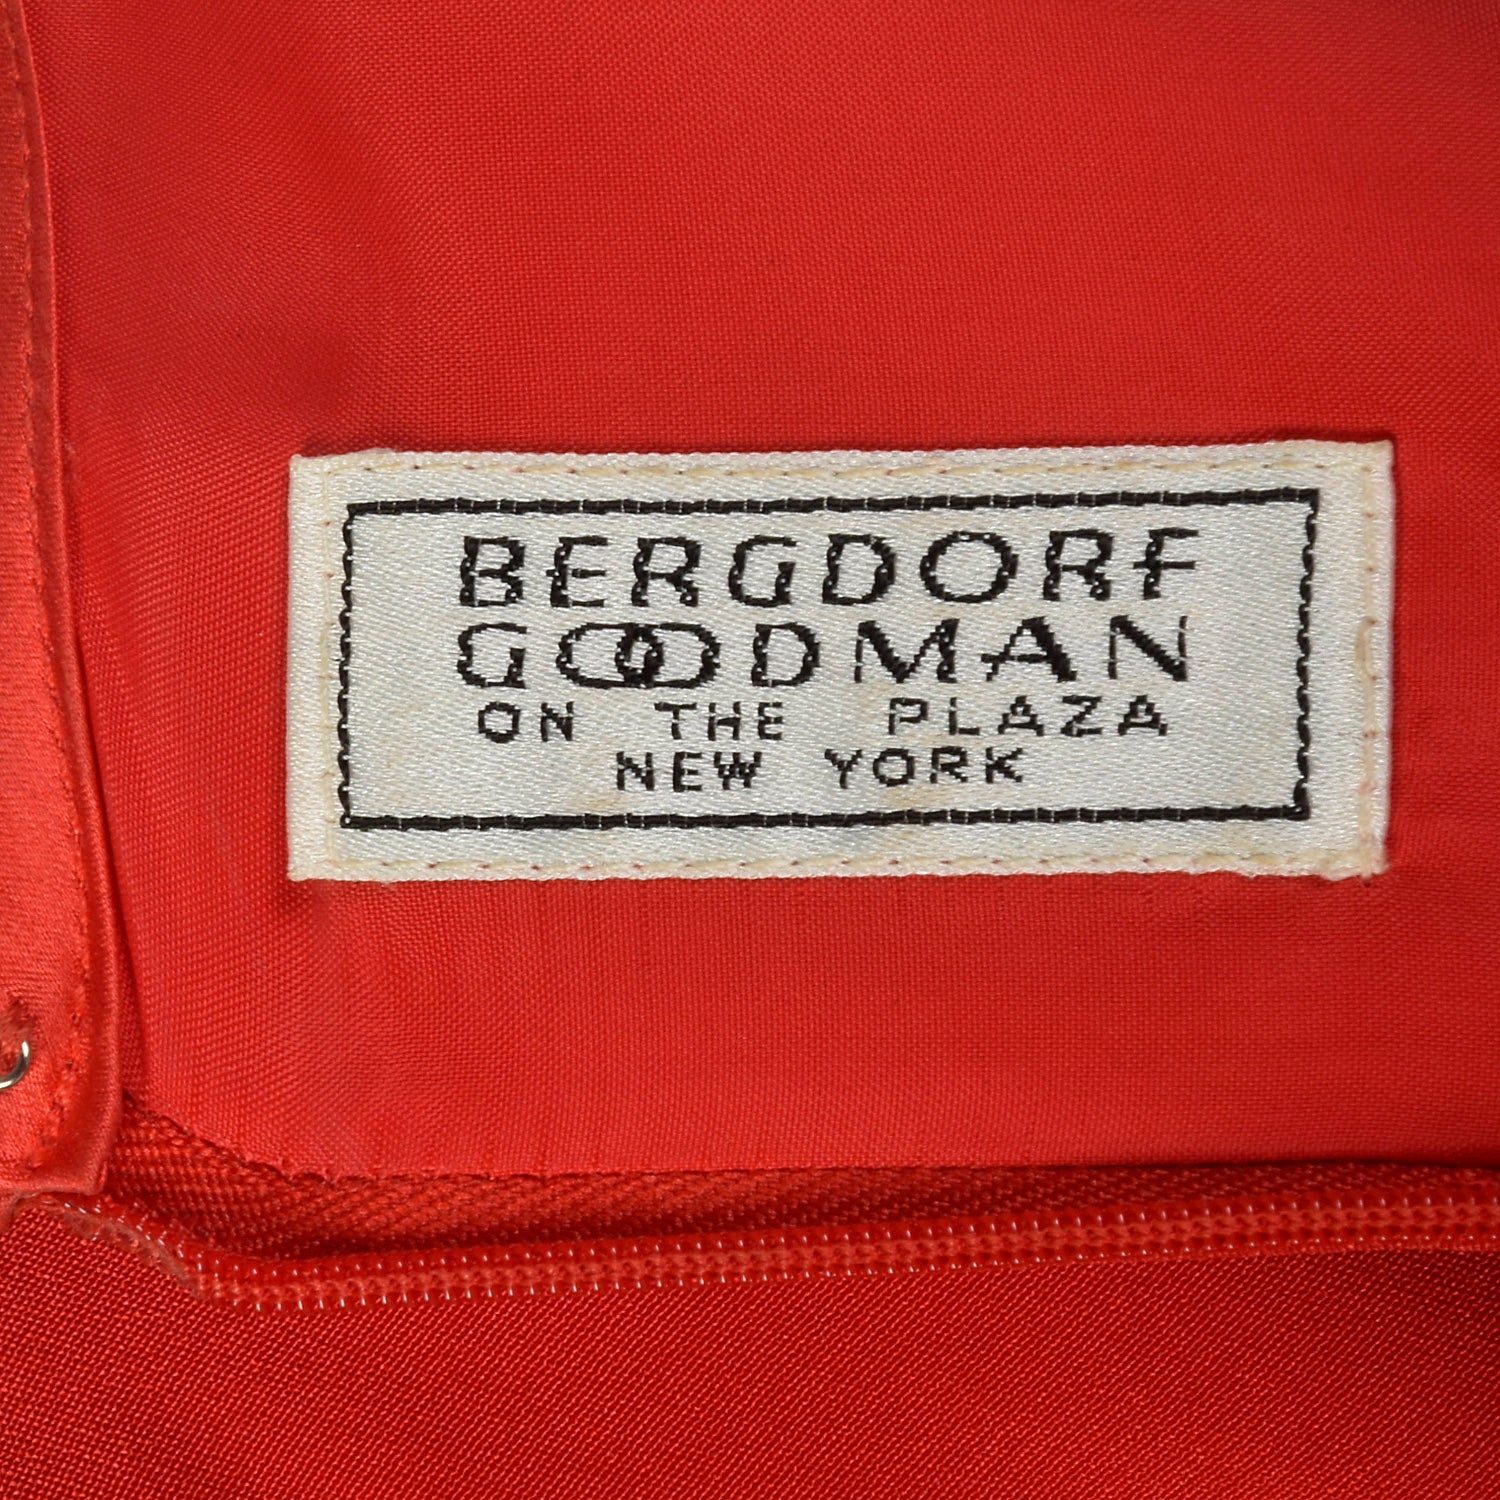 BERGDORF
GOODMAN
ON THE PLAZA
NEW YORK